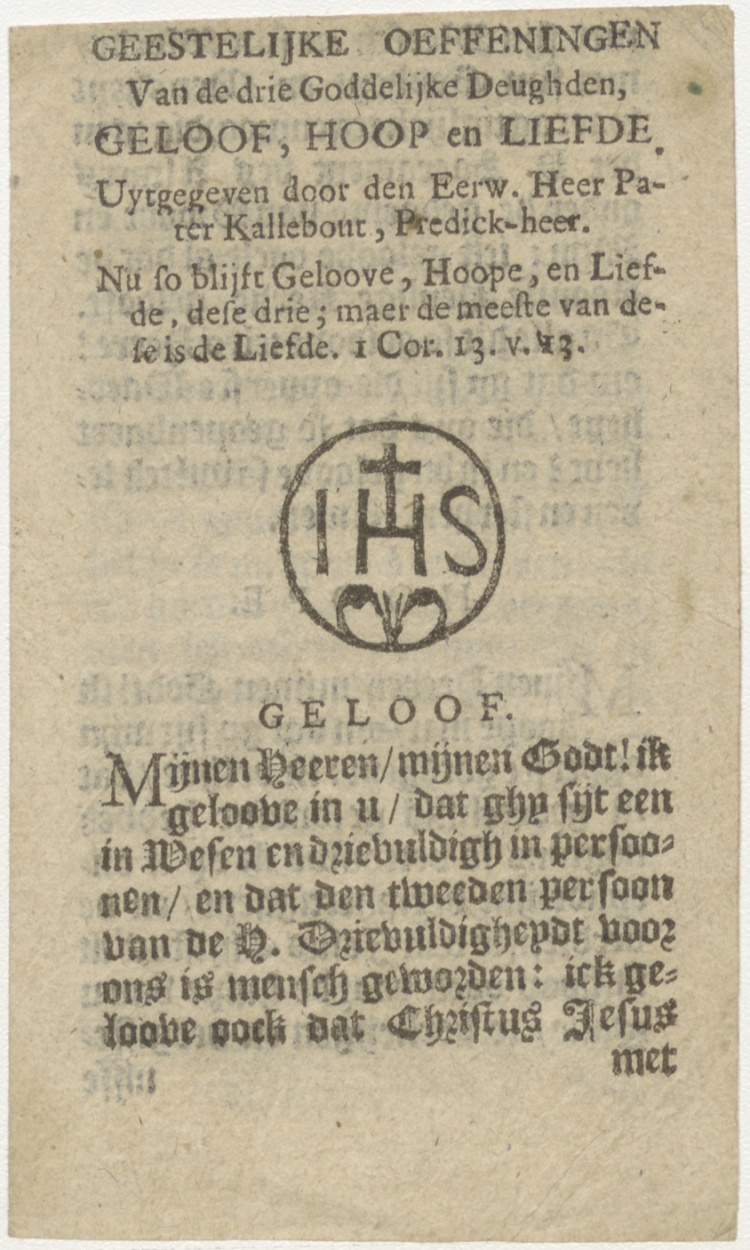 GEESTELIJKE OEFFENINGEN
Van de drie Goddelijke Deughden,
GELOOF, HOOP en LIEFDE.
Uytgegeven door den Eerw. Heer Pa-
ter Kallebout, Predick-heer.
Nu so blijft Geloove, Hoope, en Lief-
de, dese drie; maer de meeste van de-
se is de Liefde. 1 Cor. 13. v. 13.
IHS
GELOOF.
Mijnen Heeren/ mijnen Godt! ik
geloove in u/ dat ghy sijt een
in Wesen en drievuldigh in persoo-
nen/ en dat den tweeden persoon
van de H. Drievuldigheydt voor
ons is mensch geworden: ick ge-
loove oock dat Christus Jesus
met